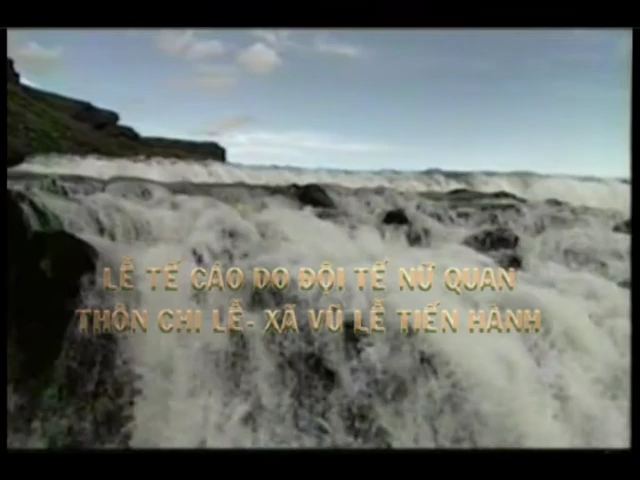 LỄ TẾ CÁO DO ĐỘI TẾ NỮ QUAN
THÔN CHI LỄ- XÃ VŨ LỄ TIẾN HÀNH